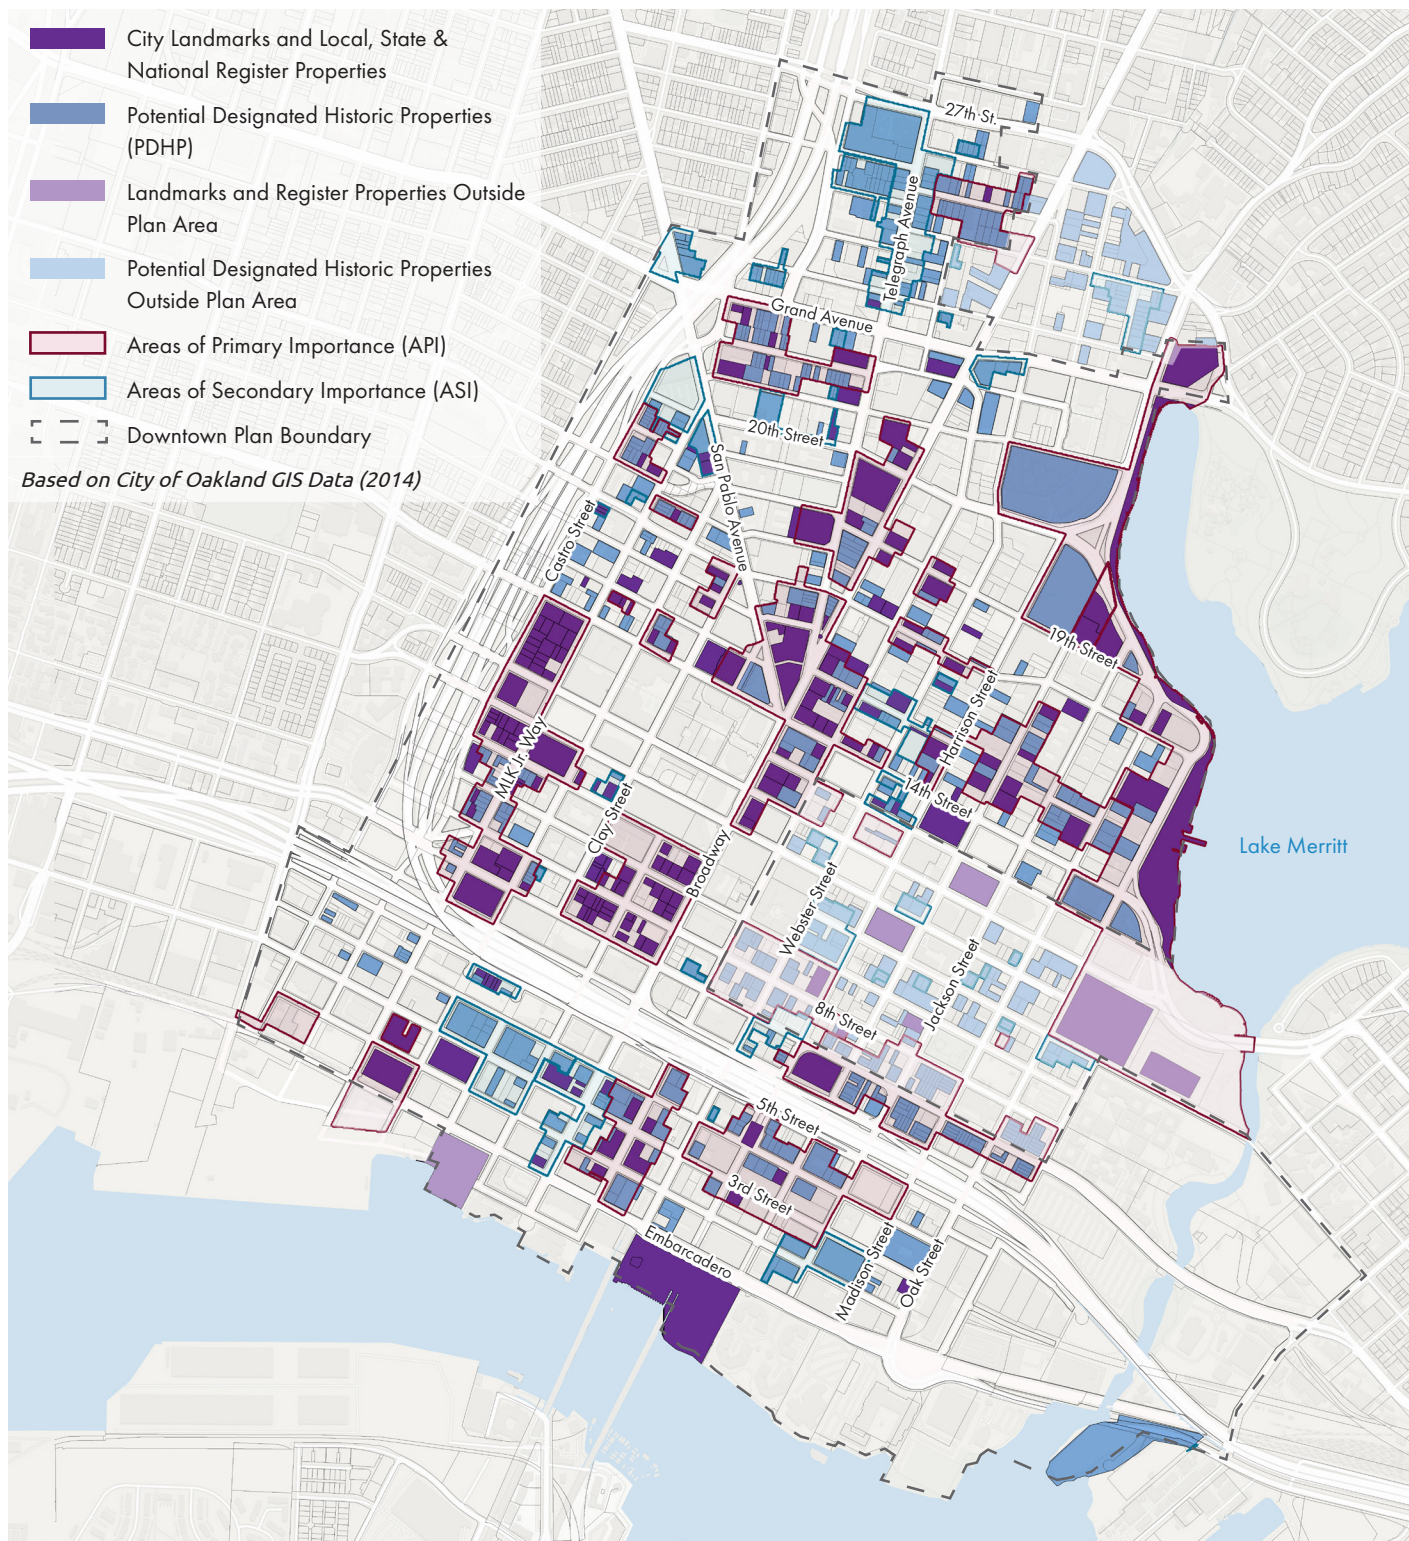 City Landmarks and Local, State &
National Register Properties
Potential Designated Historic Properties
(PDHP)
Landmarks and Register Properties Outside
Plan Area
Potential Designated Historic Properties
Outside Plan Area
Areas of Primary Importance (API)
Areas of Secondary Importance (ASI)
Downtown Plan Boundary
Based on City of Oakland GIS Data (2014)
27th St.
Telegraph Avenue
Grand Avenue
20th Street
San Pablo Avenue
Castro Street
19th Street
Harrison Street
MLK Jr. Way
14th Street
Clay Street
Broadway
Lake Merritt
Webster Street
Jackson Street
8th Street
5th Street
3rd Street
Embarcadero
Madison Street
Oak Street